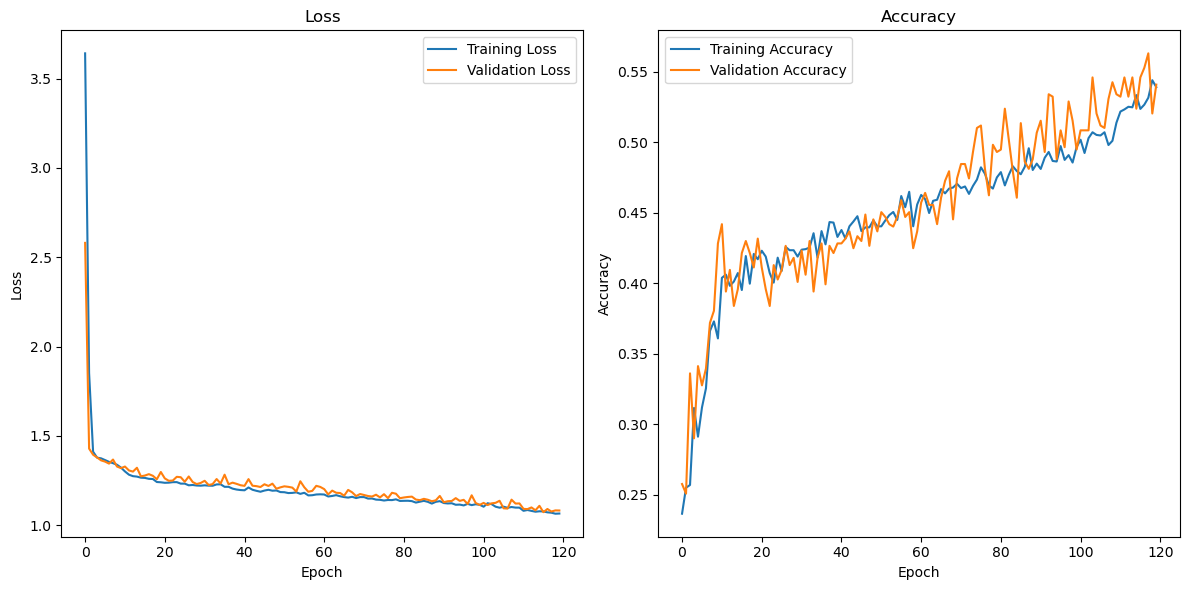 Loss
Training Loss
Validation Loss
3.5
3.0
2.5
2.0
1.5
1.0
Loss
0
20
40
60
80
100
120
Epoch
Accuracy
Training Accuracy
Validation Accuracy
0.55
0.50
0.45
0.40
0.35
0.30
0.25
Accuracy
0
20
40
60
80
100
120
Epoch